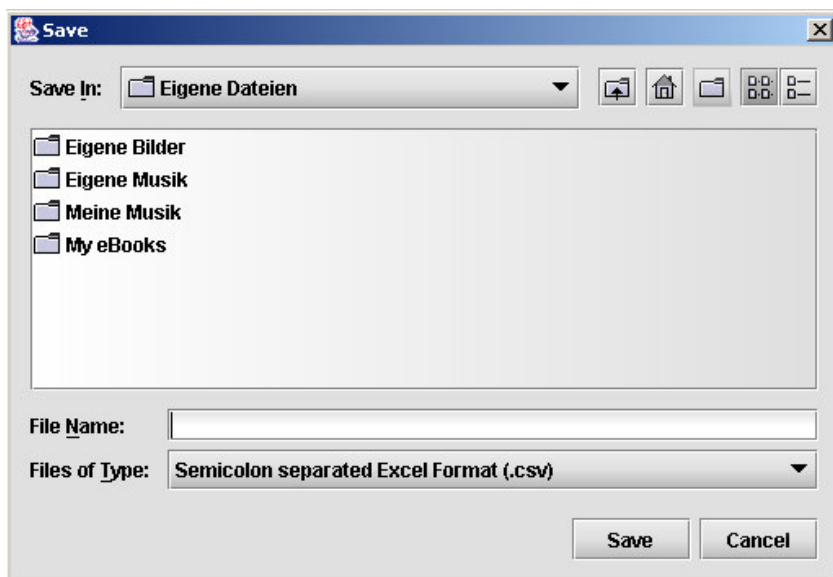 Save
Save In: Eigene Dateien
Eigene Bilder
Eigene Musik
Meine Musik
My eBooks
File Name:
Files of Type: Semicolon separated Excel Format (.csv)
Save Cancel